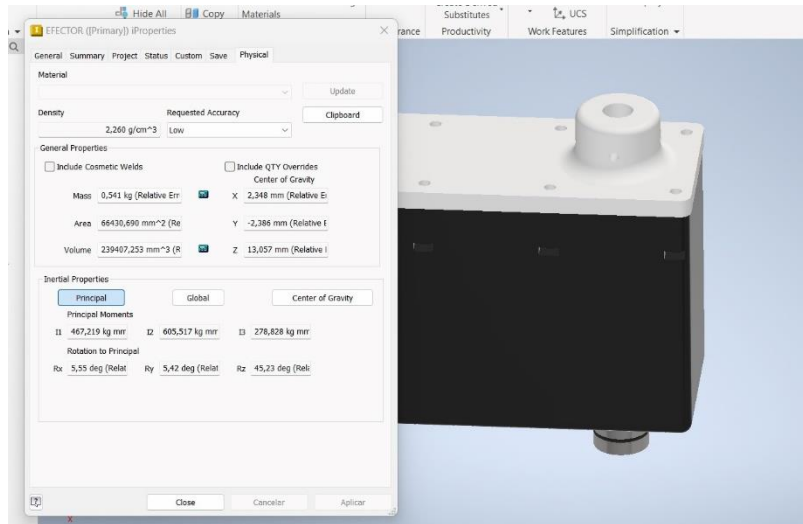 Hide All Copy Materials
Substitutes UCS
rance Productivity Work Features Simplification
EFECTOR ([Primary]) iProperties
General Summary Project Status Custom Save Physical
Material
Update
Density Requested Accuracy Clipboard
2,260 g/cm^3 Low
General Properties
Include Cosmetic Welds Include QTY Overrides
Center of Gravity
Mass 0,541 kg (Relative Err X 2,348 mm (Relative E
Area 66430,690 mm^2 (Re Y -2,386 mm (Relative E
Volume 239407,253 mm^3 (R Z 13,057 mm (Relative
Inertial Properties
Principal Global Center of Gravity
Principal Moments
I1 467,219 kg mm I2 605,517 kg mm I3 278,828 kg mm
Rotation to Principal
Rx 5,55 deg (Relat Ry 5,42 deg (Relat Rz 45,23 deg (Rela
Close Cancelar Aplicar
X